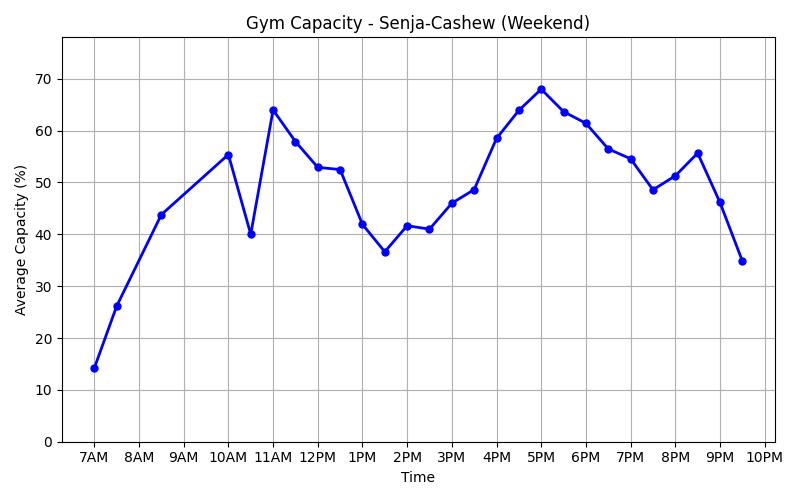 Gym Capacity - Senja-Cashew (Weekend)
Average Capacity (%)
70
60
50
40
30
20
10
0
7AM 8AM 9AM 10AM 11AM 12PM 1PM 2PM 3PM 4PM 5PM 6PM 7PM 8PM 9PM 10PM
Time